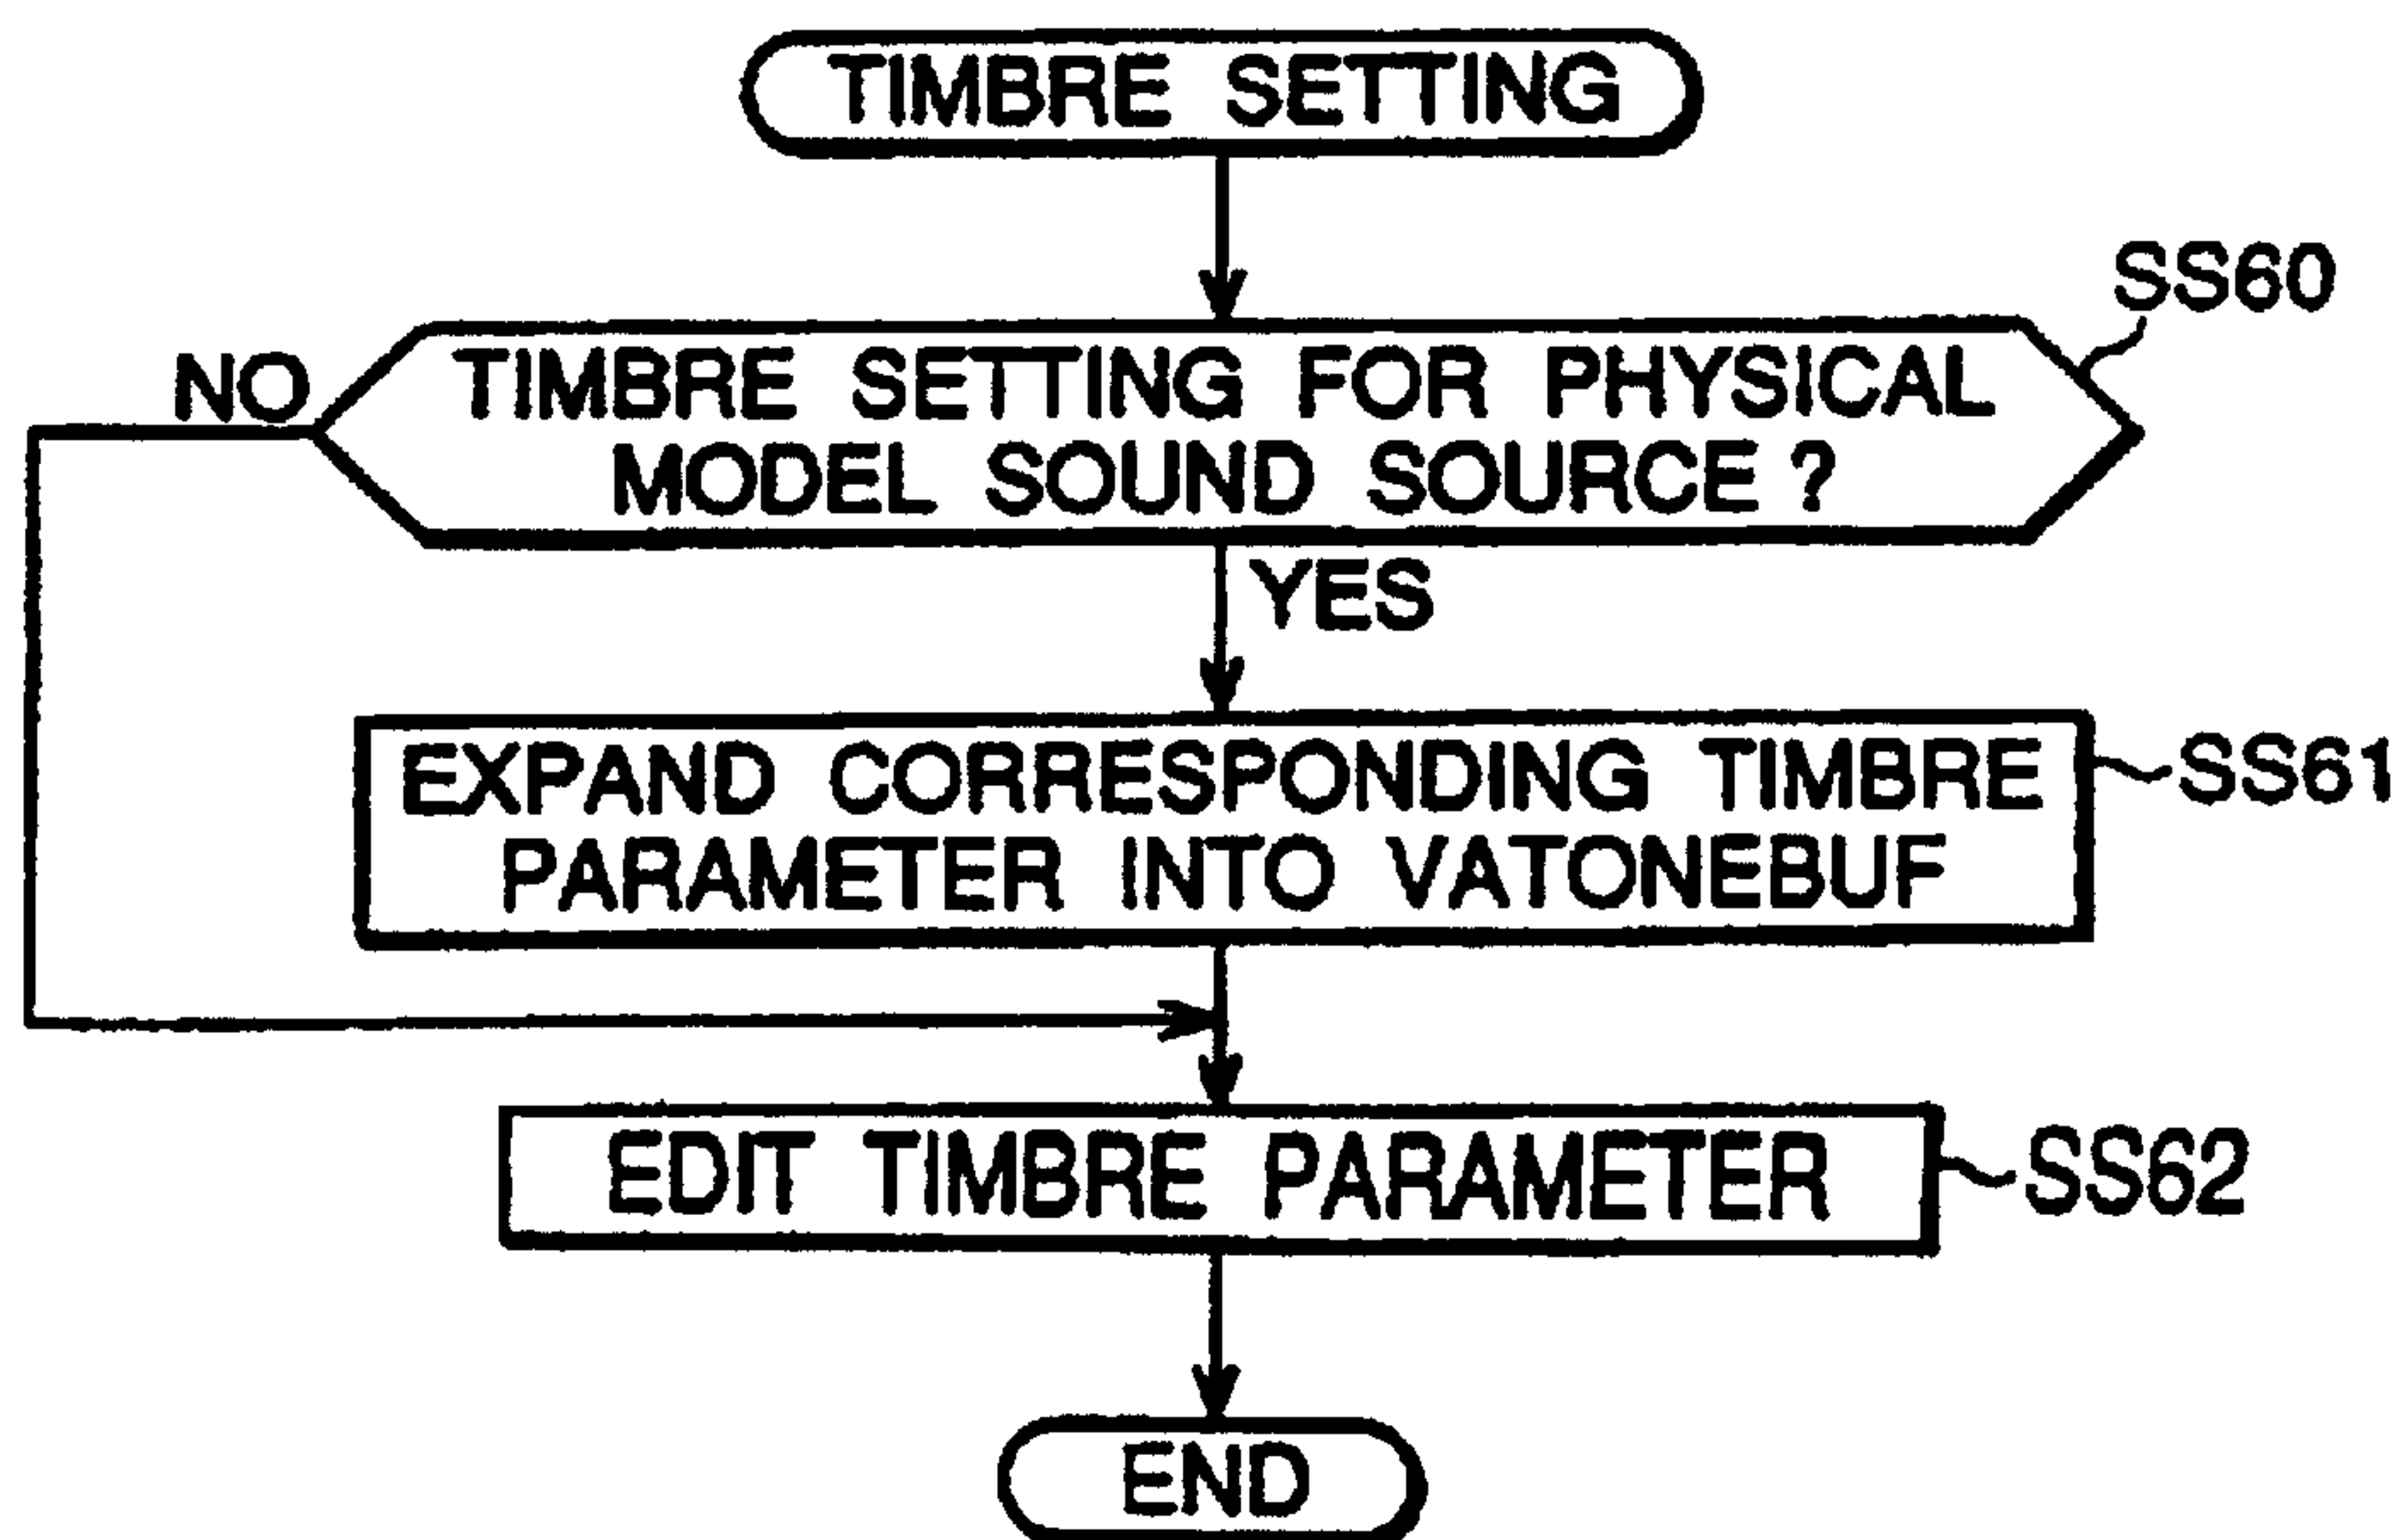 TIMBRE SETTING
SS60
NO
TIMBRE SETTING FOR PHYSICAL
MODEL SOUND SOURCE?
YES
EXPAND CORRESPONDING TIMBRE
PARAMETER INTO VATONEBUF
SS61
EDIT TIMBRE PARAMETER
SS62
END